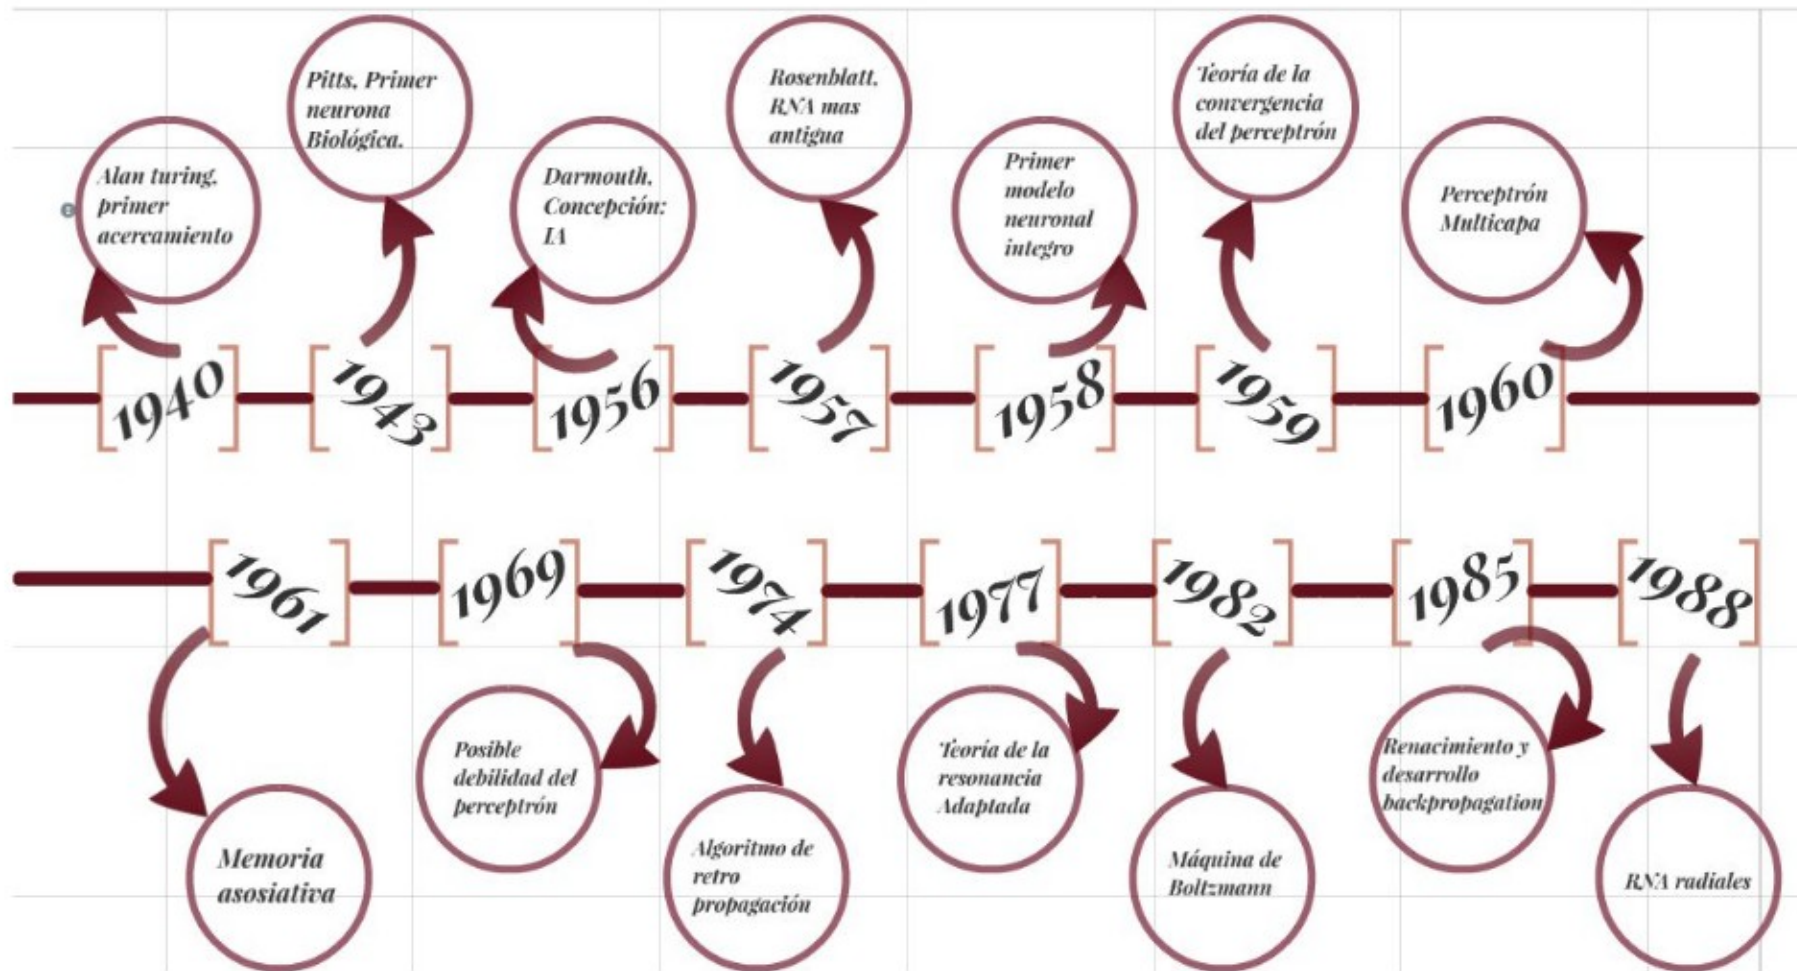 Alan turing,
primer
acercamiento
Pitts, Primer
neurona
Biológica.
Darmouth,
Concepción:
IA
Rosenblatt.
RNA mas
antigua
Primer
modelo
neuronal
integro
Teoría de la
convergencia
del perceptrón
Perceptrón
Multicapa
1940
1943
1956
1957
1958
1959
1960
1961
1969
1974
1977
1982
1985
1988
Memoria
asosiativa
Posible
debilidad del
perceptrón
Algoritmo de
retro
propagación
Teoría de la
resonancia
Adaptada
Máquina de
Boltzmann
Renacimiento y
desarrollo
backpropagation
RNA radiales